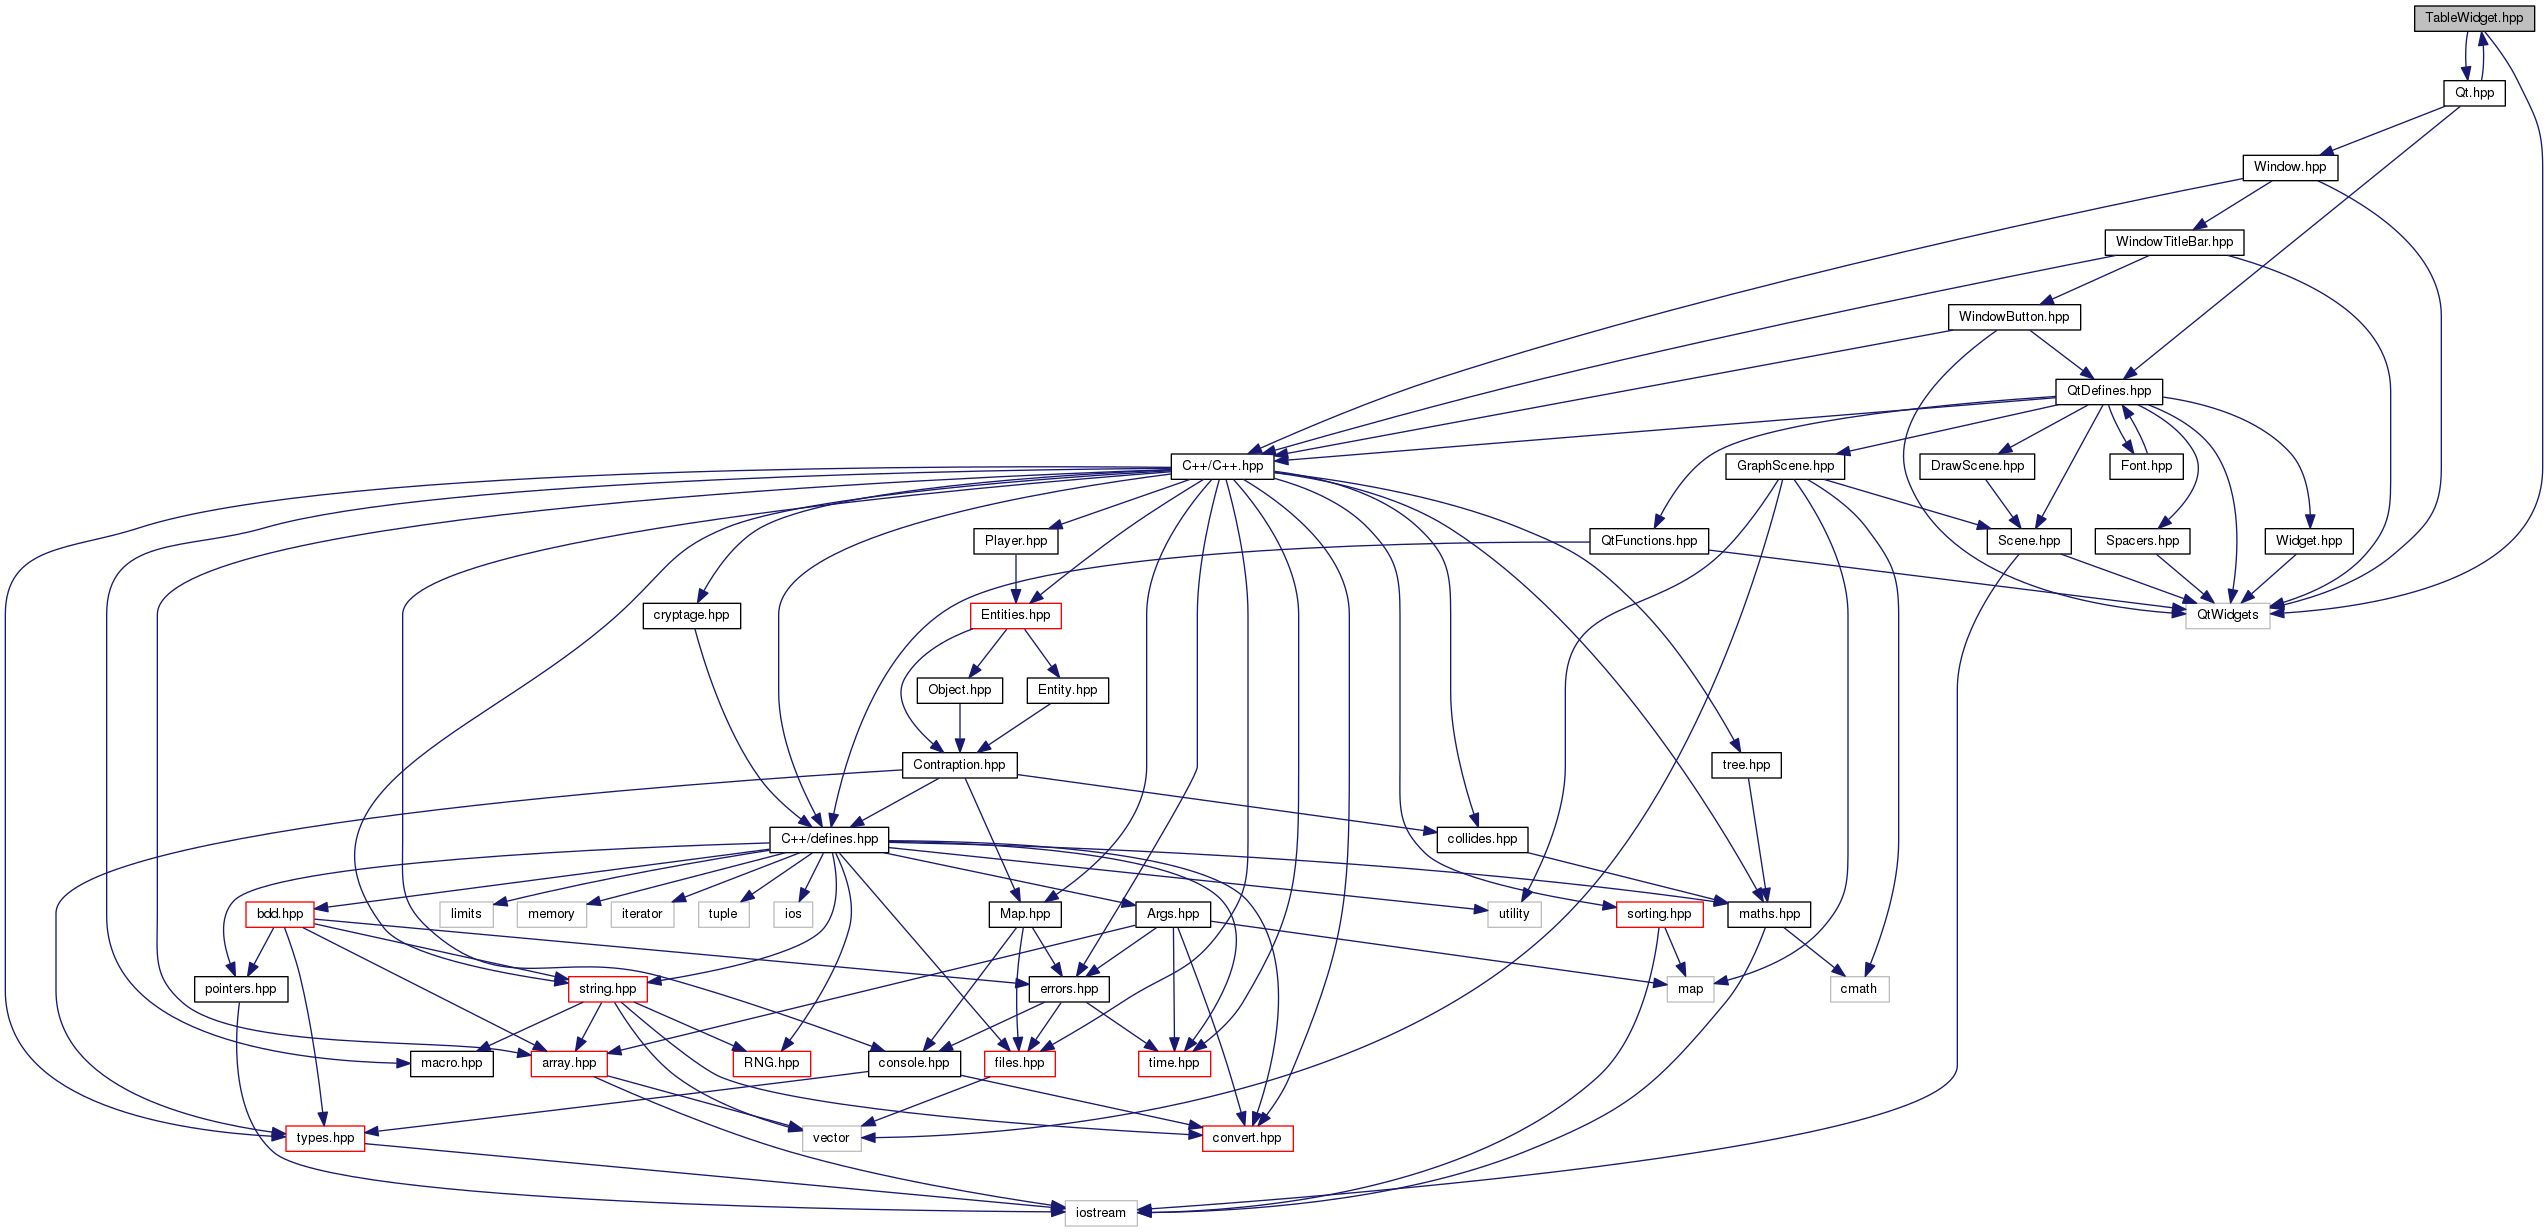 TableWidget.hpp
Qt.hpp
Window.hpp
WindowTitleBar.hpp
WindowButton.hpp
QtDefines.hpp
C++/C++.hpp
GraphScene.hpp
DrawScene.hpp
Font.hpp
Player.hpp
QtFunctions.hpp
Scene.hpp
Spacers.hpp
Widget.hpp
cryptage.hpp
Entities.hpp
QtWidgets
Object.hpp
Entity.hpp
Contraption.hpp
tree.hpp
C++/defines.hpp
collides.hpp
bdd.hpp
limits
memory
iterator
tuple
ios
Map.hpp
Args.hpp
utility
sorting.hpp
maths.hpp
pointers.hpp
string.hpp
errors.hpp
map
cmath
macro.hpp
array.hpp
RNG.hpp
console.hpp
files.hpp
time.hpp
types.hpp
vector
convert.hpp
iostream